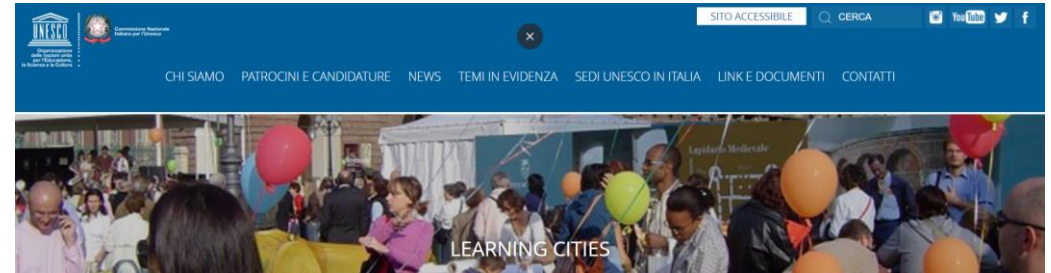 UNESCO
Organizzazione
delle Nazioni Unite
per l'Educazione,
la Scienza e la Cultura
Commissione Nazionale
Italiana per l'Unesco
SITO ACCESSIBILE
CERCA
You Tube
CHI SIAMO PATROCINI E CANDIDATURE NEWS TEMI IN EVIDENZA SEDI UNESCO IN ITALIA LINK E DOCUMENTI CONTATTI
Lapidario Medievale
LEARNING CITIES